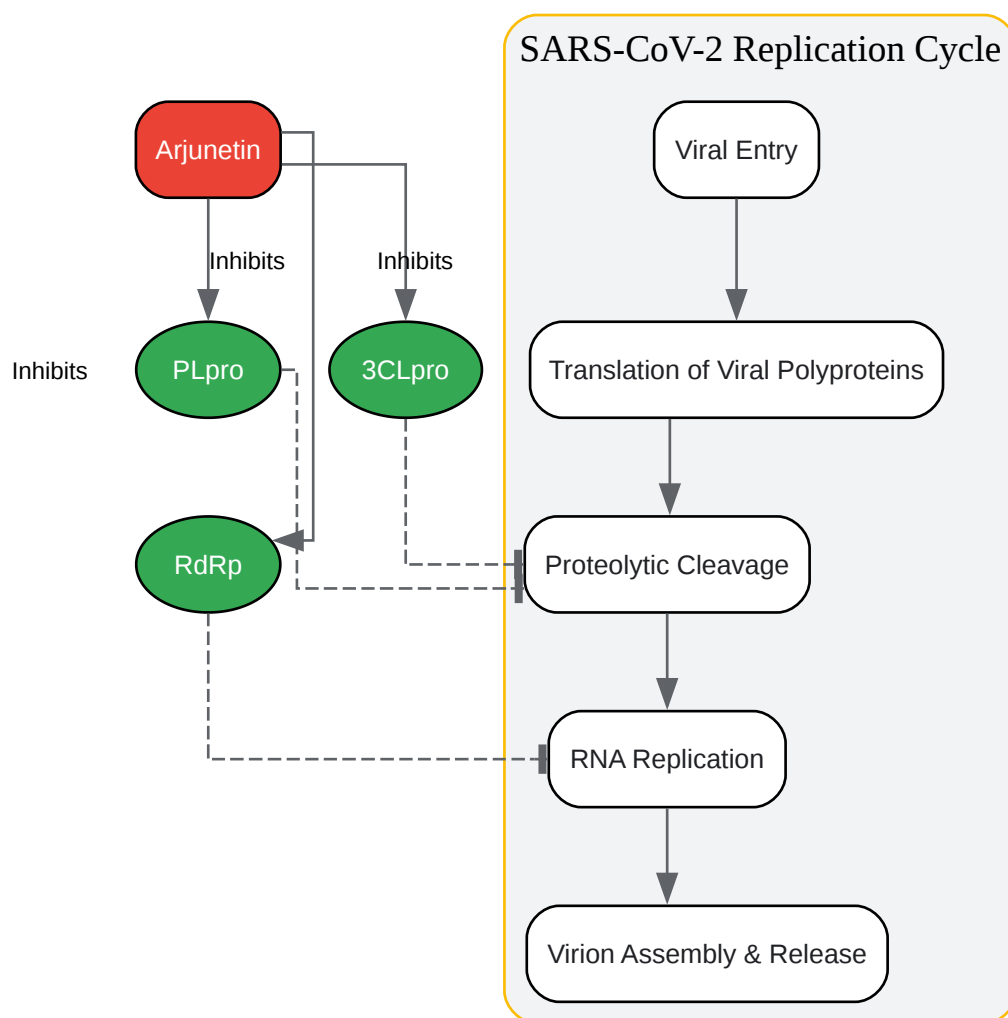 SARS-CoV-2 Replication Cycle
Arjunetin
Viral Entry
Inhibits
Inhibits
Inhibits
PLpro
3CLpro
Translation of Viral Polyproteins
RdRp
Proteolytic Cleavage
RNA Replication
Virion Assembly & Release